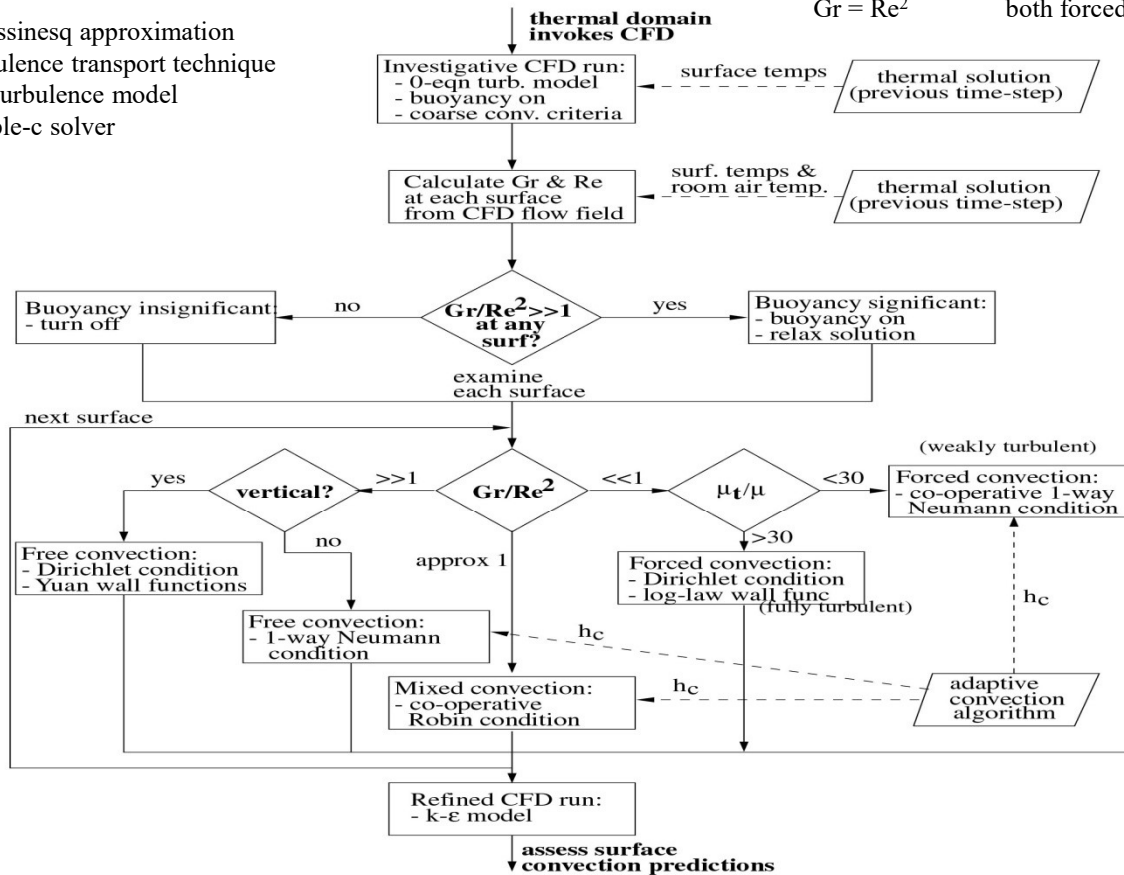 ssinesq approximation
ulence transport technique
turbulence model
ple-c solver
Gr = Re²
both forced
thermal domain
invokes CFD
Investigative CFD run:
- 0-eqn turb. model
- buoyancy on
- coarse conv. criteria
surface temps
thermal solution
(previous time-step)
Calculate Gr & Re
at each surface
from CFD flow field
surf. temps &
room air temp.
thermal solution
(previous time-step)
Buoyancy insignificant:
- turn off
no
Gr/Re²>>1
at any
surf?
yes
Buoyancy significant:
- buoyancy on
- relax solution
examine
each surface
next surface
yes
vertical?
>>1
Gr/Re²
<<1
μt/μ
<30
(weakly turbulent)
Forced convection:
- co-operative 1-way
Neumann condition
no
approx 1
>30
Free convection:
- Dirichlet condition
- Yuan wall functions
Forced convection:
- Dirichlet condition
- log-law wall func
(fully turbulent)
hc
Free convection:
- 1-way Neumann
condition
hc
Mixed convection:
- co-operative
Robin condition
hc
adaptive
convection
algorithm
Refined CFD run:
- k-ε model
assess surface
convection predictions